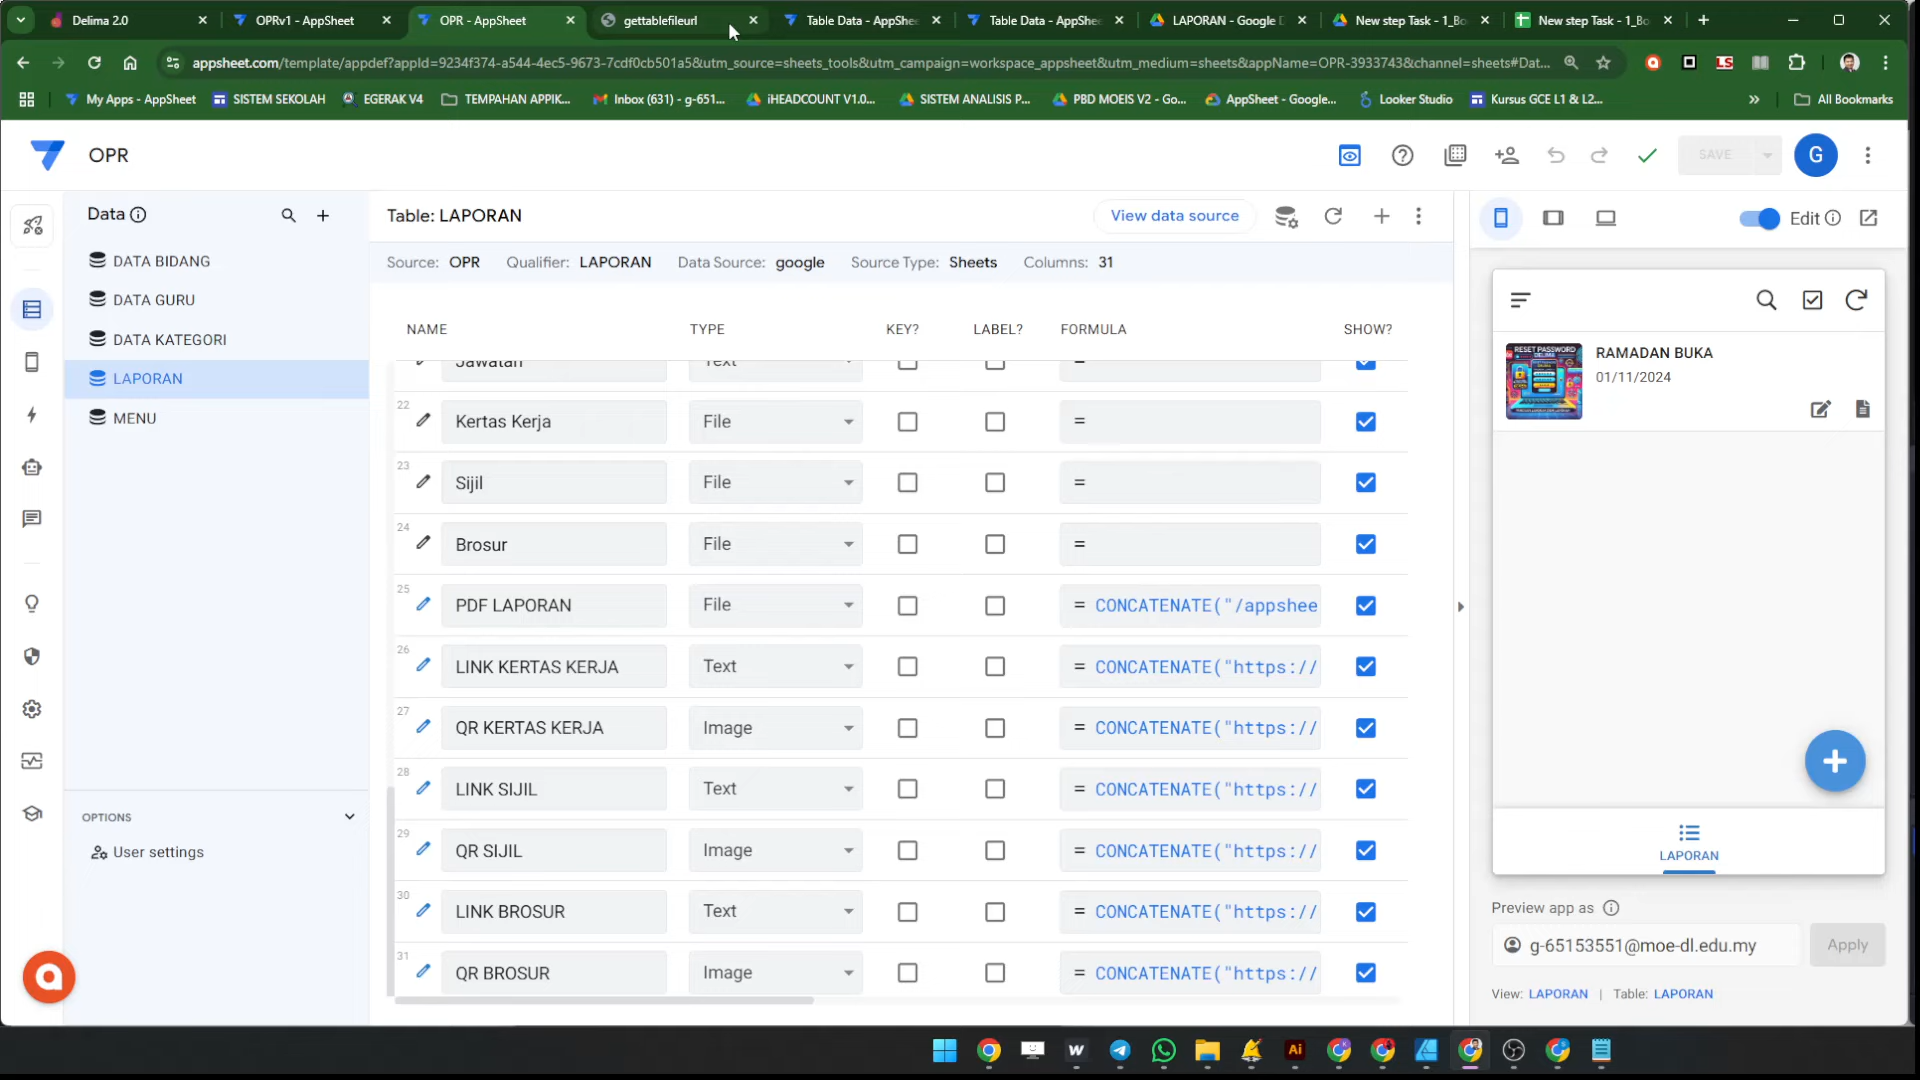 Delima 2.0
OPRv1 - AppSheet
OPR - AppSheet
gettablefileurl
Table Data - AppShe
Table Data - AppShe
LAPORAN - Google D
New step Task - 1_Bo
New step Task - 1_Bo
appsheet.com/template/appdef?appId=9234f374-a544-4ec5-9673-7cdf0cb501a5&utm_source=sheets_tools&utm_campaign=workspace_appsheet&utm_medium=sheets&appName=OPR-3933743&channel=sheets#Dat...
My Apps - AppSheet
SISTEM SEKOLAH
EGERAK V4
TEMPAHAN APPIK...
Inbox (631) - g-651...
iHEADCOUNT V1.0...
SISTEM ANALISIS P...
PBD MOEIS V2 - Go...
AppSheet - Google...
Looker Studio
Kursus GCE L1 & L2...
All Bookmarks
OPR
SAVE
G
Data
DATA BIDANG
DATA GURU
DATA KATEGORI
LAPORAN
MENU
OPTIONS
User settings
Table: LAPORAN
View data source
Source: OPR Qualifier: LAPORAN Data Source: google Source Type: Sheets Columns: 31
NAME TYPE KEY? LABEL? FORMULA SHOW?
Jawatan Text =
22 Kertas Kerja File =
23 Sijil File =
24 Brosur File =
25 PDF LAPORAN File = CONCATENATE("/appshee
26 LINK KERTAS KERJA Text = CONCATENATE("https://
27 QR KERTAS KERJA Image = CONCATENATE("https://
28 LINK SIJIL Text = CONCATENATE("https://
29 QR SIJIL Image = CONCATENATE("https://
30 LINK BROSUR Text = CONCATENATE("https://
31 QR BROSUR Image = CONCATENATE("https://
Edit
RESET PASSWORD
RAMADAN BUKA
01/11/2024
LAPORAN
Preview app as
g-65153551@moe-dl.edu.my
Apply
View: LAPORAN | Table: LAPORAN